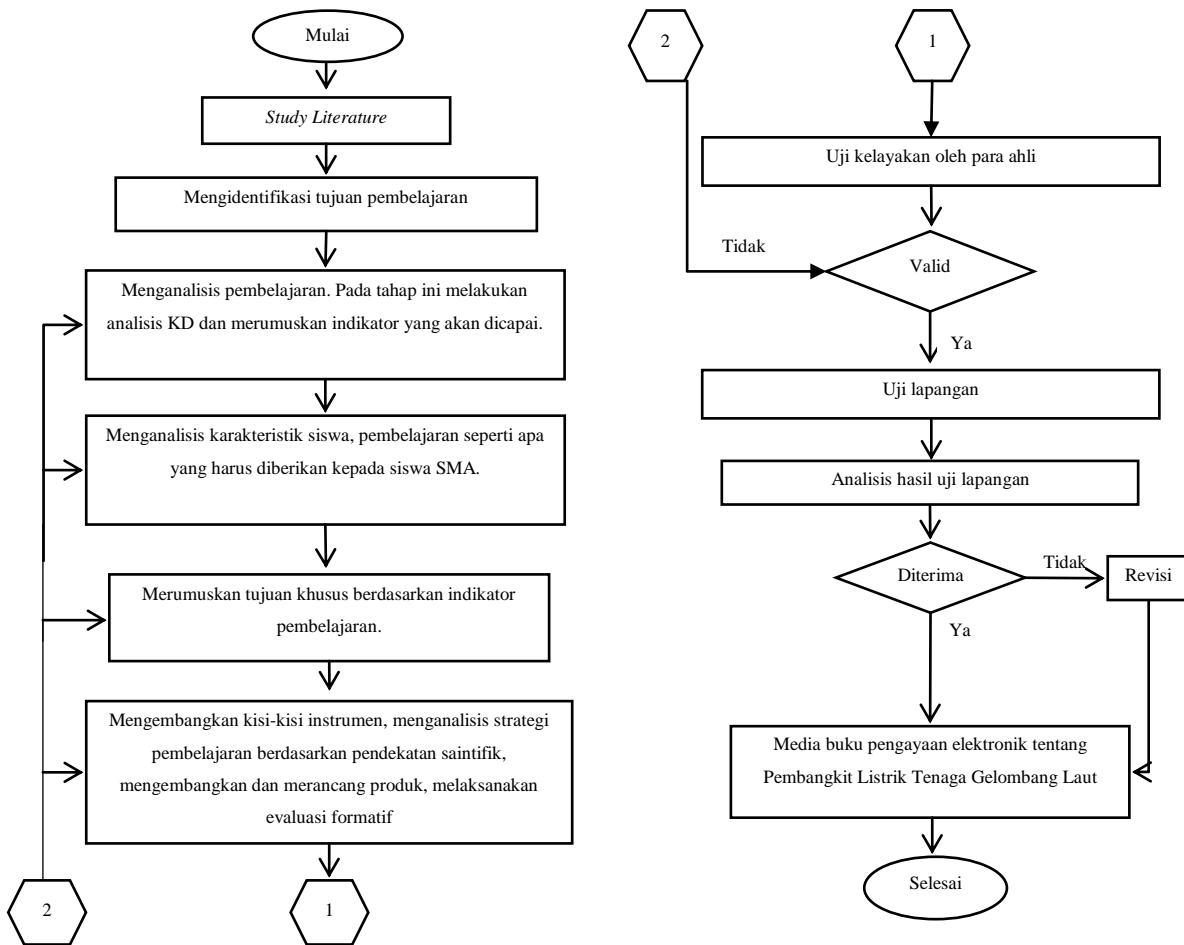 Mulai
Study Literature
Mengidentifikasi tujuan pembelajaran
Menganalisis pembelajaran. Pada tahap ini melakukan
analisis KD dan merumuskan indikator yang akan dicapai.
Menganalisis karakteristik siswa, pembelajaran seperti apa
yang harus diberikan kepada siswa SMA.
Merumuskan tujuan khusus berdasarkan indikator
pembelajaran.
Mengembangkan kisi-kisi instrumen, menganalisis strategi
pembelajaran berdasarkan pendekatan saintifik,
mengembangkan dan merancang produk, melaksanakan
evaluasi formatif
2
1
2
1
Uji kelayakan oleh para ahli
Tidak
Valid
Ya
Uji lapangan
Analisis hasil uji lapangan
Diterima
Tidak
Revisi
Ya
Media buku pengayaan elektronik tentang
Pembangkit Listrik Tenaga Gelombang Laut
Selesai